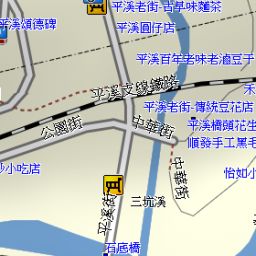 平溪老街-古早味麵茶
平溪圓仔店
平溪頌德碑
平溪百年老味老滷豆干
平溪支線鐵路
平溪老街-傳統豆花店
公園街
中華街
平溪橋頭花生
順發手工黑毛
小吃店
中華街
怡如小
三坑溪
平溪街
石底橋